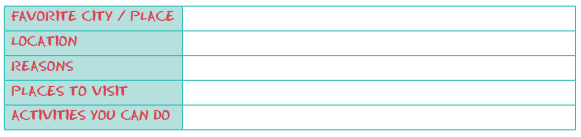 FAVORITE CITY / PLACE
LOCATION
REASONS
PLACES TO VISIT
ACTIVITIES YOU CAN DO